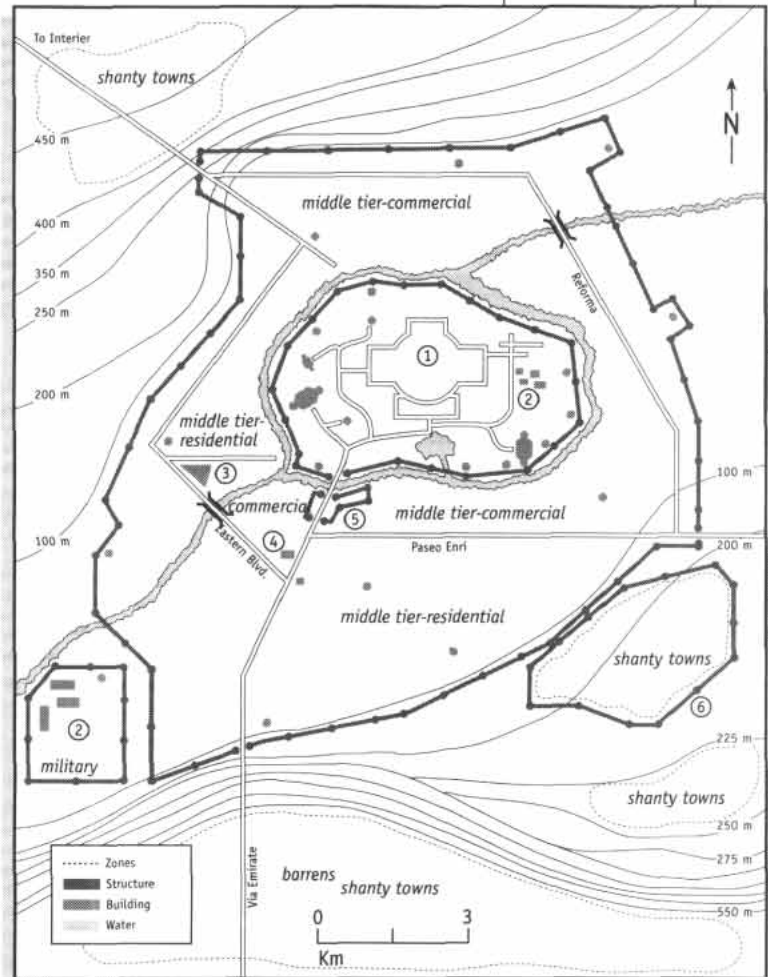 To Interier
shanty towns
N
450 m
400 m
350 m
250 m
200 m
100 m
middle tier-commercial
Reforma
1
2
middle tier-
residential
3
commercial
Eastern Blvd.
4
5
middle tier-commercial
100 m
200 m
Paseo Enri
middle tier-residential
shanty towns
6
2
military
225 m
shanty towns
250 m
275 m
550 m
Zones
Structure
Building
Water
Via Emirate
barrens
shanty towns
0 3
Km